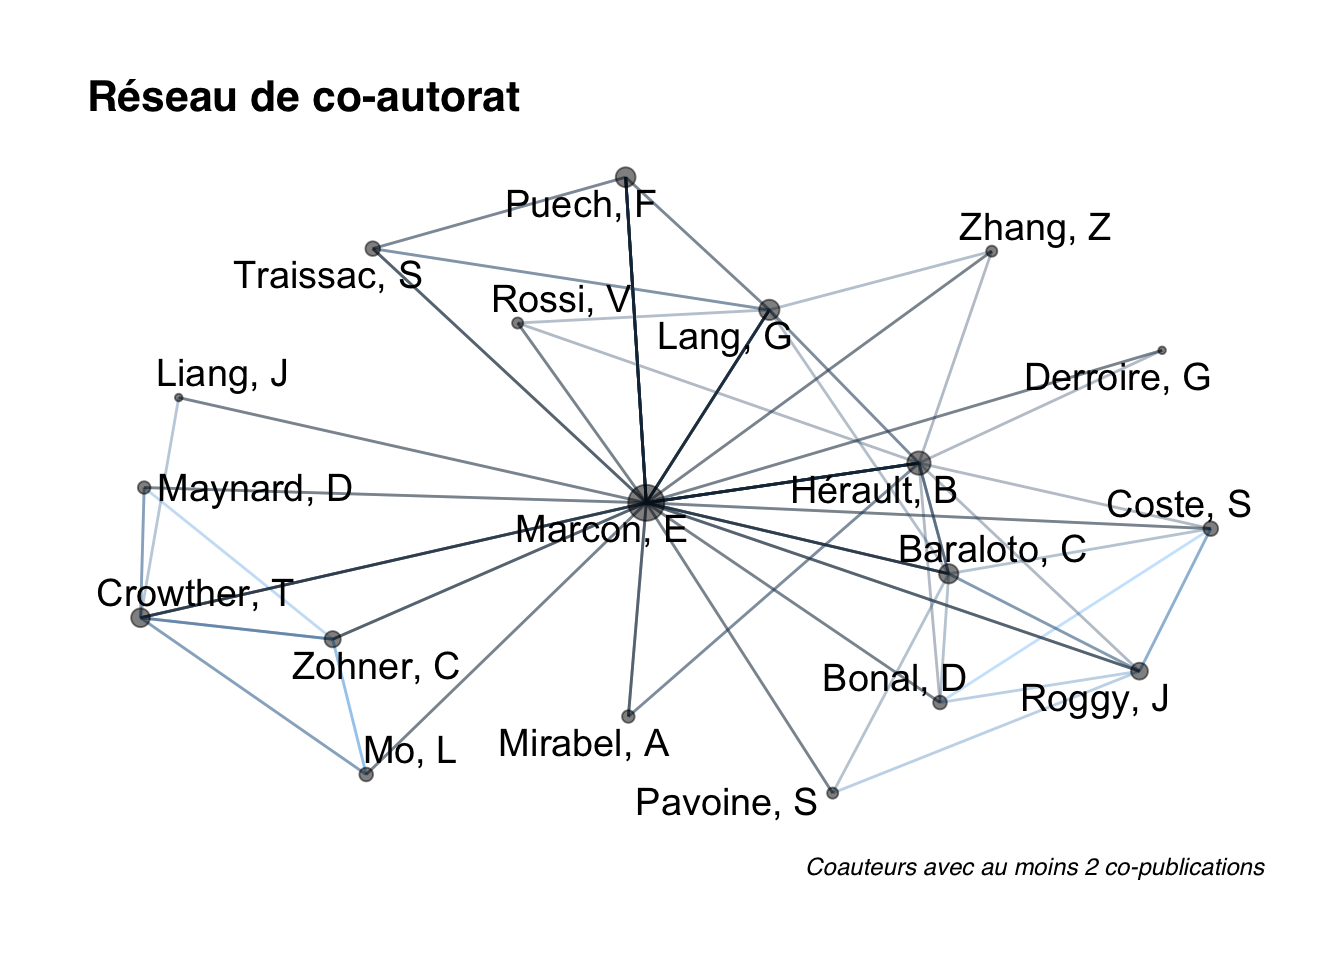 Réseau de co-autorat
Puech, F
Zhang, Z
Traissac, S
Rossi, V
Lang, G
Liang, J
Derroire, G
Maynard, D
Hérault, B
Coste, S
Marcon, E
Baraloto, C
Crowther, T
Zohner, C
Bonal, D
Roggy, J
Mo, L
Mirabel, A
Pavoine, S
Coauteurs avec au moins 2 co-publications